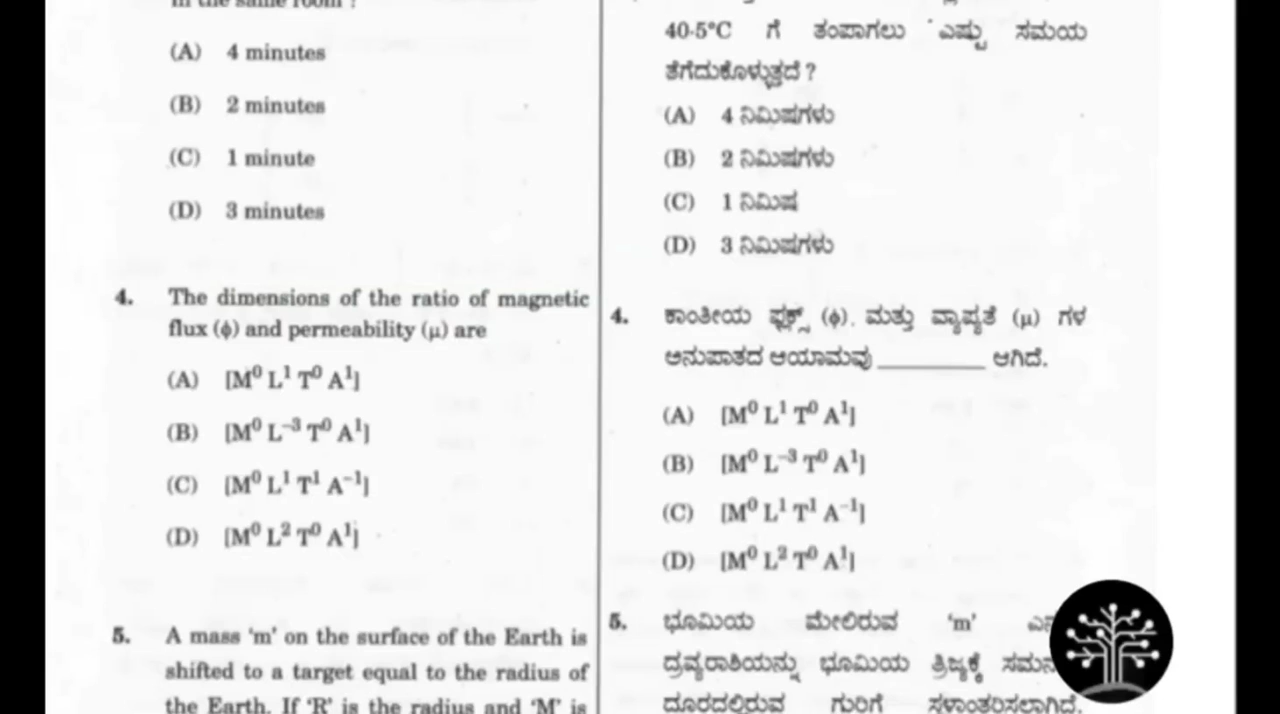 in the same room ?
(A) 4 minutes
(B) 2 minutes
(C) 1 minute
(D) 3 minutes
4. The dimensions of the ratio of magnetic
flux (ϕ) and permeability (μ) are
(A) [M⁰ L¹ T⁰ A¹]
(B) [M⁰ L⁻³ T⁰ A¹]
(C) [M⁰ L¹ T¹ A⁻¹]
(D) [M⁰ L² T⁰ A¹]
5. A mass ‘m’ on the surface of the Earth is
shifted to a target equal to the radius of
the Earth. If ‘R’ is the radius and ‘M’ is
40·5°C ಗೆ ತಂಪಾಗಲು ಎಷ್ಟು ಸಮಯ
ತೆಗೆದುಕೊಳ್ಳುತ್ತದೆ ?
(A) 4 ನಿಮಿಷಗಳು
(B) 2 ನಿಮಿಷಗಳು
(C) 1 ನಿಮಿಷ
(D) 3 ನಿಮಿಷಗಳು
4. ಕಾಂತೀಯ ಫ್ಲಕ್ಸ್ (ϕ). ಮತ್ತು ವ್ಯಾಪ್ಯತೆ (μ) ಗಳ
ಅನುಪಾತದ ಆಯಾಮವು ________ ಆಗಿದೆ.
(A) [M⁰ L¹ T⁰ A¹]
(B) [M⁰ L⁻³ T⁰ A¹]
(C) [M⁰ L¹ T¹ A⁻¹]
(D) [M⁰ L² T⁰ A¹]
5. ಭೂಮಿಯ ಮೇಲಿರುವ ‘m’
ದ್ರವ್ಯರಾಶಿಯನ್ನು ಭೂಮಿಯ ತ್ರಿಜ್ಯಕ್ಕೆ
ದೂರದಲ್ಲಿರುವ ಗುರಿಗೆ ಸ್ಥಳಾಂತರಿಸಲಾಗಿದೆ.